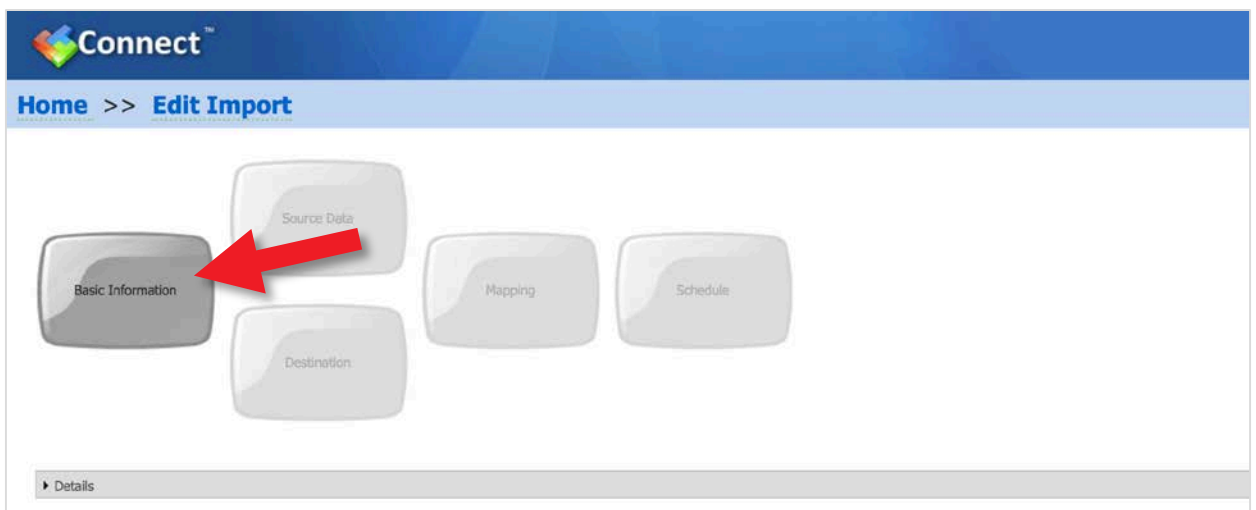 Connect™
Home >> Edit Import
Source Data
Basic Information
Mapping
Schedule
Destination
Details